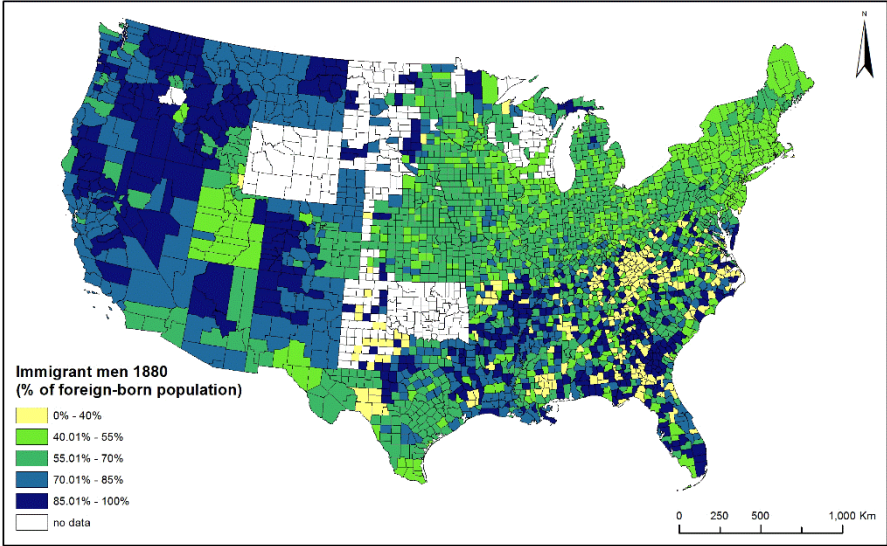 N
Immigrant men 1880
(% of foreign-born population)
0% - 40%
40.01% - 55%
55.01% - 70%
70.01% - 85%
85.01% - 100%
no data
0 250 500 1,000 Km